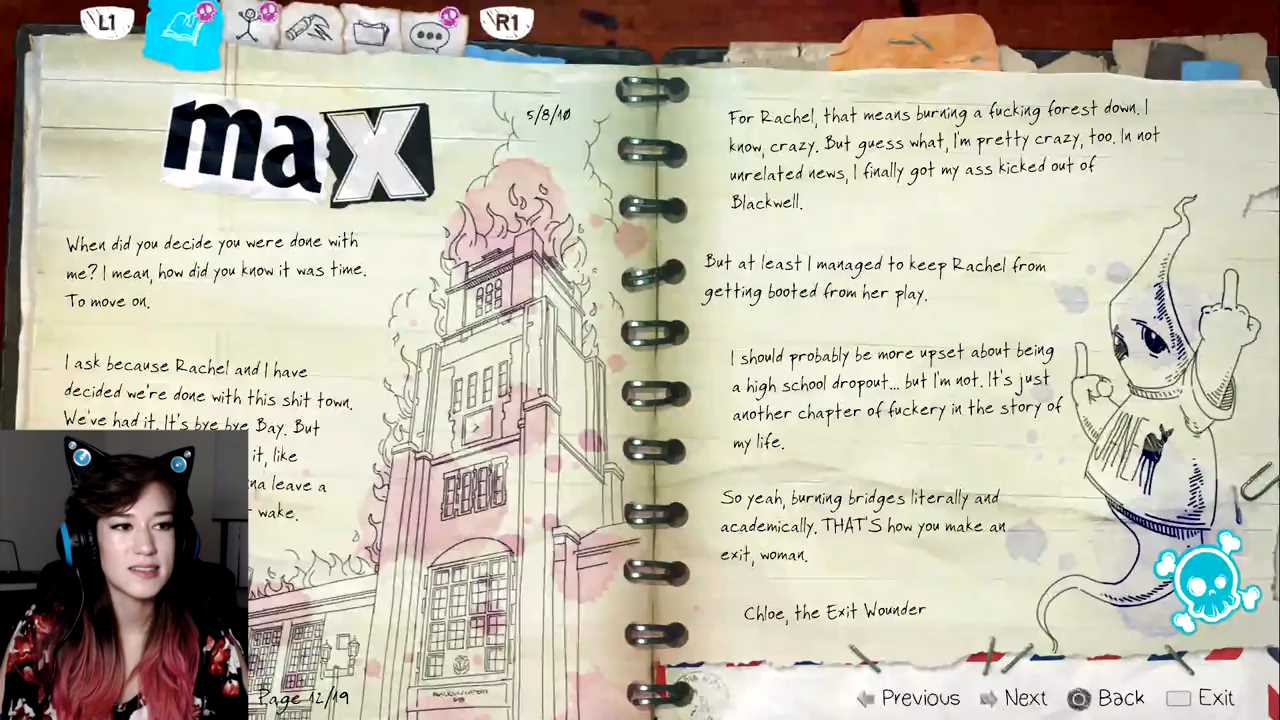 L1
R1
max
5/8/10
When did you decide you were done with
me? I mean, how did you know it was time.
To move on.
I ask because Rachel and I have
decided we're done with this shit town.
We've had it. It's bye bye Bay. But
it, like
na leave a
wake.
Page 12/19
For Rachel, that means burning a fucking forest down. I
know, crazy. But guess what, I'm pretty crazy, too. In not
unrelated news, I finally got my ass kicked out of
Blackwell.
But at least I managed to keep Rachel from
getting booted from her play.
I should probably be more upset about being
a high school dropout... but I'm not. It's just
another chapter of fuckery in the story of
my life.
So yeah, burning bridges literally and
academically. THAT'S how you make an
exit, woman.
Chloe, the Exit Wounder
Previous
Next
Back
Exit